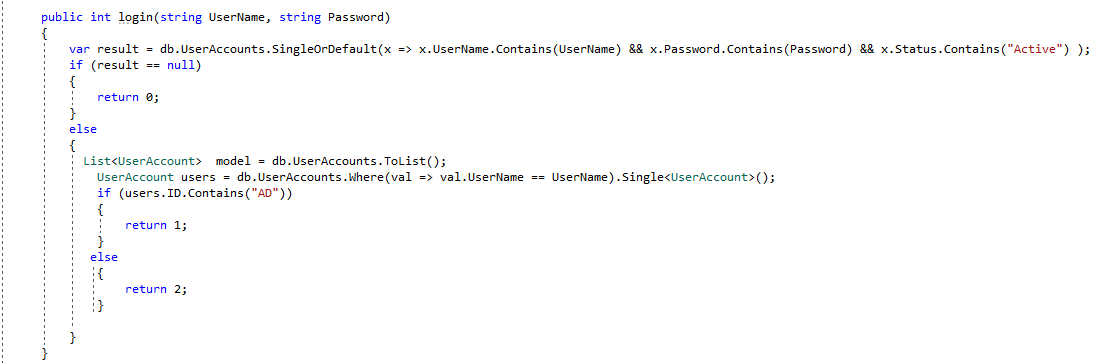 public int login(string UserName, string Password)
{
var result = db.UserAccounts.SingleOrDefault(x => x.UserName.Contains(UserName) && x.Password.Contains(Password) && x.Status.Contains("Active") );
if (result == null)
{
return 0;
}
else
{
List<UserAccount>  model = db.UserAccounts.ToList();
UserAccount users = db.UserAccounts.Where(val => val.UserName == UserName).Single<UserAccount>();
if (users.ID.Contains("AD"))
{
return 1;
}
else
{
return 2;
}
}
}